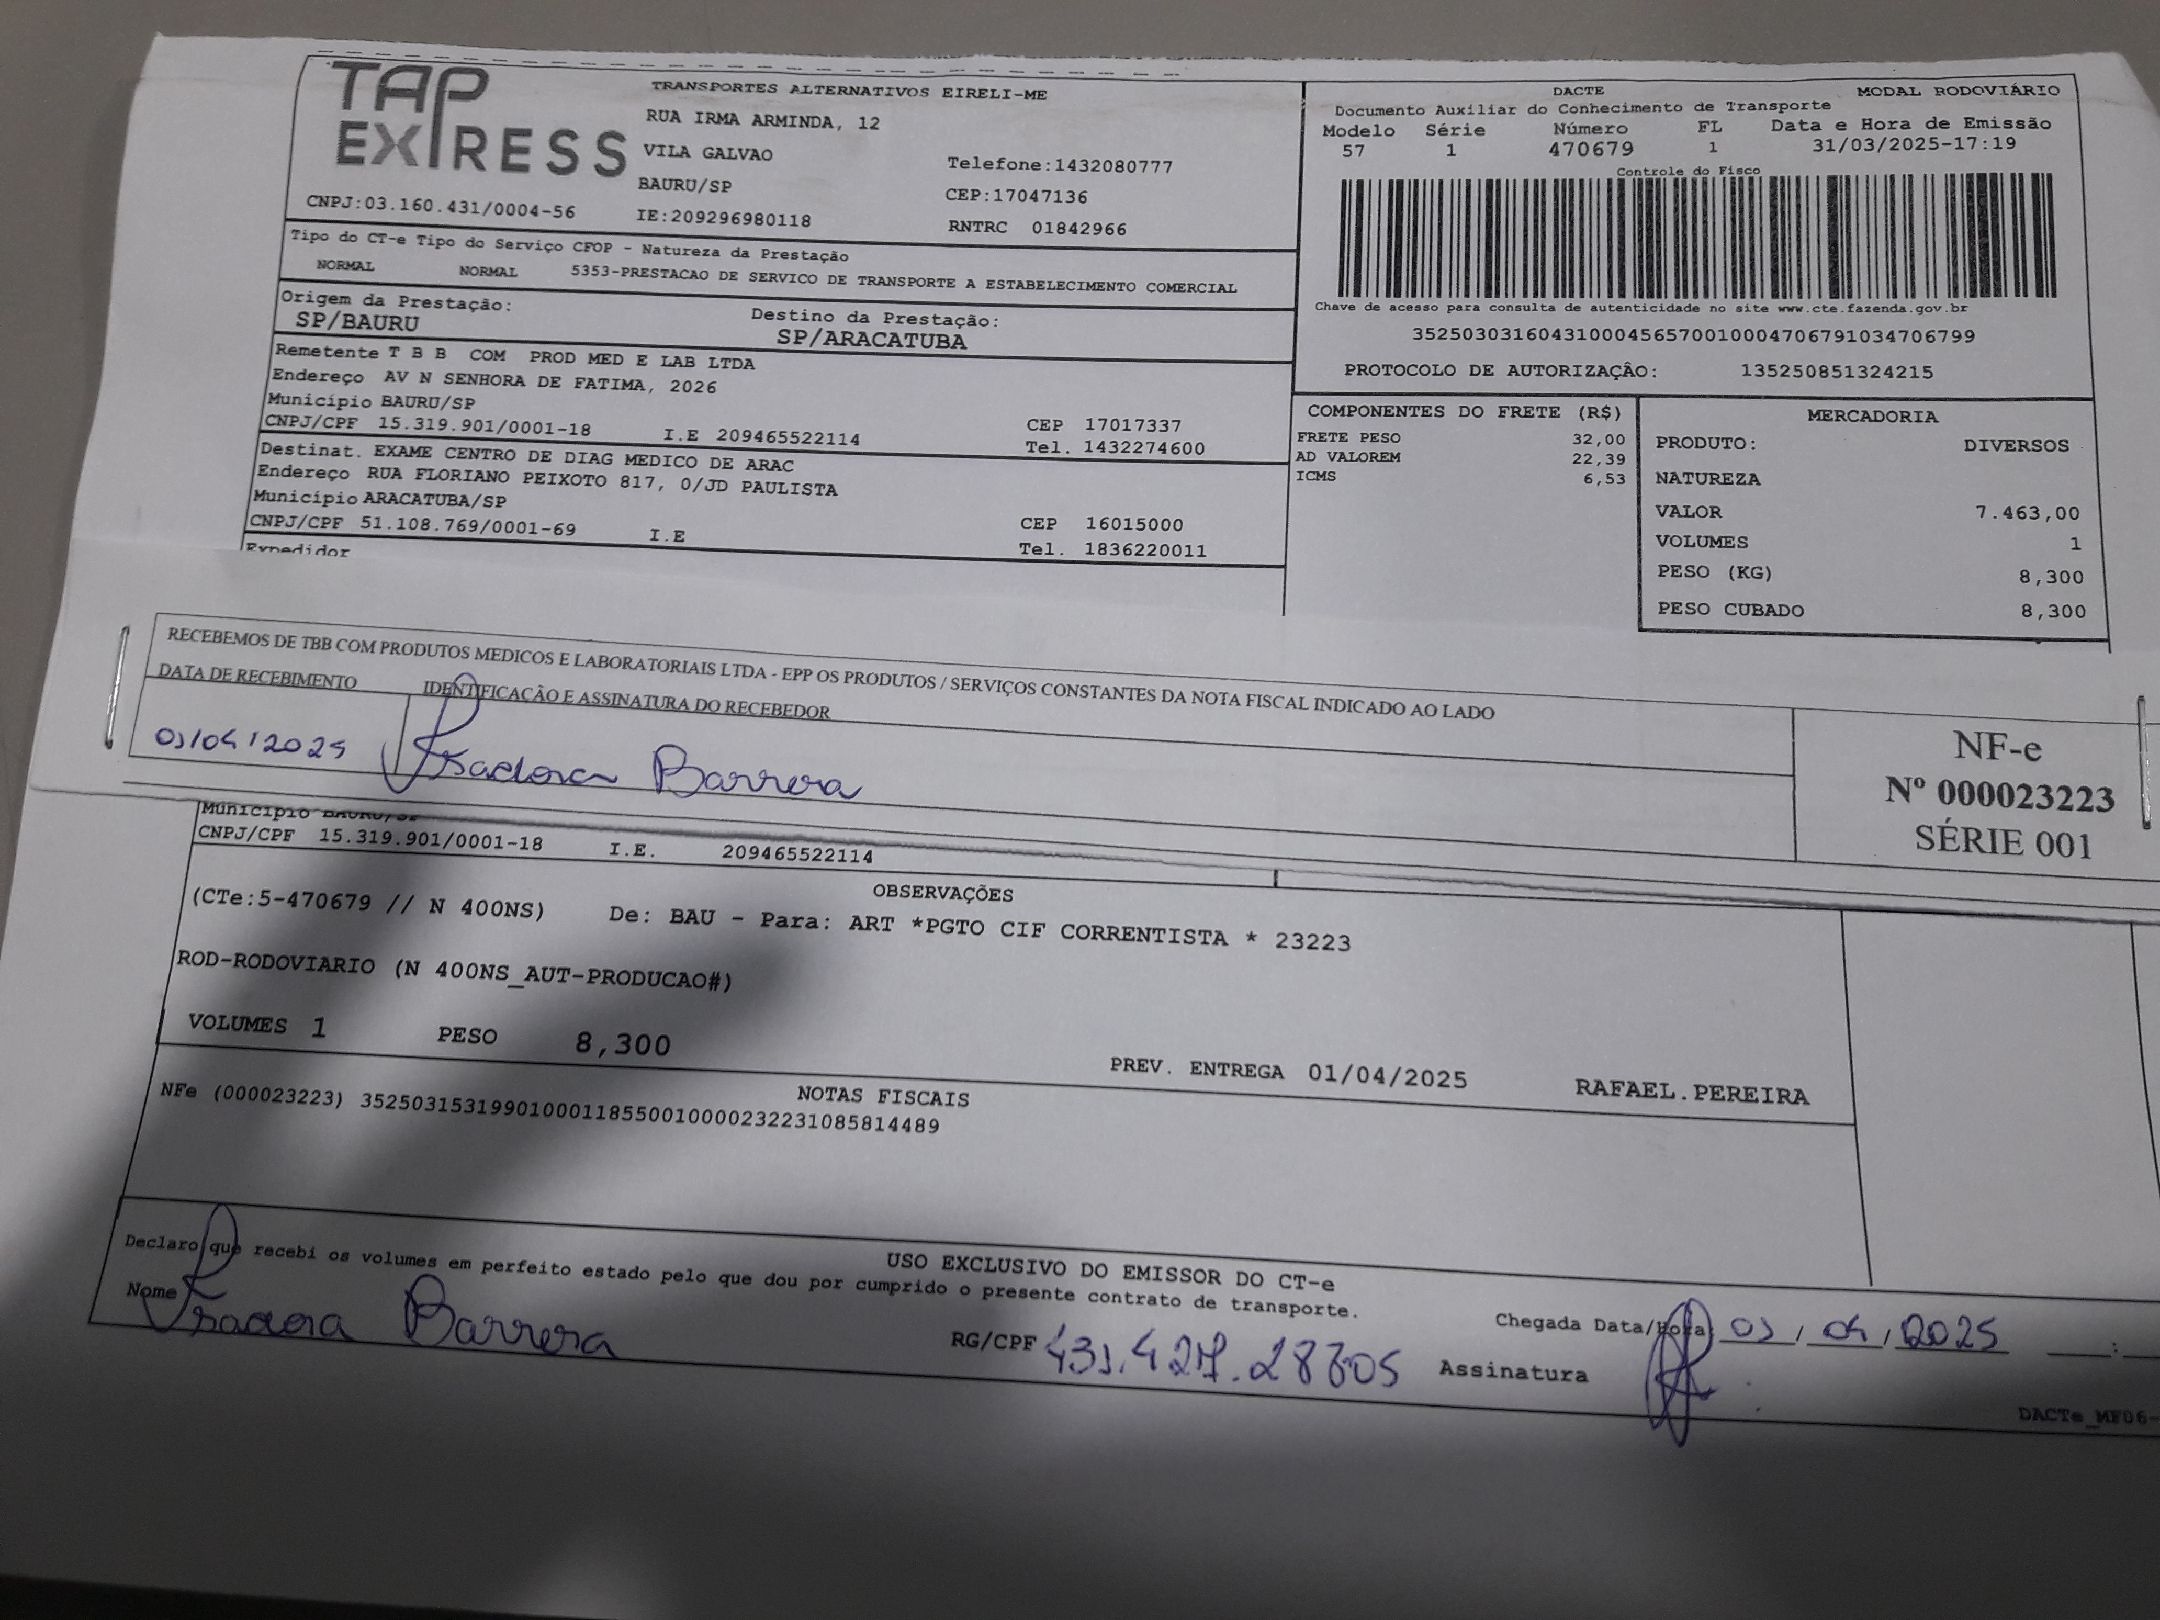 TAP EXPRESS
TRANSPORTES ALTERNATIVOS EIRELI-ME
RUA IRMA ARMINDA, 12
VILA GALVAO
Telefone:1432080777
BAURU/SP
CEP:17047136
CNPJ:03.160.431/0004-56
IE:209296980118
RNTRC 01842966
Tipo do CT-e Tipo do Serviço CFOP - Natureza da Prestação
NORMAL NORMAL 5353-PRESTACAO DE SERVICO DE TRANSPORTE A ESTABELECIMENTO COMERCIAL
Origem da Prestação:
SP/BAURU
Destino da Prestação:
SP/ARACATUBA
Remetente T B B COM PROD MED E LAB LTDA
Endereço AV N SENHORA DE FATIMA, 2026
Município BAURU/SP
CEP 17017337
CNPJ/CPF 15.319.901/0001-18 I.E 209465522114
Tel. 1432274600
Destinat. EXAME CENTRO DE DIAG MEDICO DE ARAC
Endereço RUA FLORIANO PEIXOTO 817, 0/JD PAULISTA
Município ARACATUBA/SP
CEP 16015000
CNPJ/CPF 51.108.769/0001-69 I.E
Tel. 1836220011
Expedidor
DACTE MODAL RODOVIÁRIO
Documento Auxiliar do Conhecimento de Transporte
Modelo Série Número FL Data e Hora de Emissão
57 1 470679 1 31/03/2025-17:19
Controle do Fisco
Chave de acesso para consulta de autenticidade no site www.cte.fazenda.gov.br
35250303160431000456570010004706791034706799
PROTOCOLO DE AUTORIZAÇÃO: 135250851324215
COMPONENTES DO FRETE (R$)
FRETE PESO 32,00
AD VALOREM 22,39
ICMS 6,53
MERCADORIA
PRODUTO: DIVERSOS
NATUREZA
VALOR 7.463,00
VOLUMES 1
PESO (KG) 8,300
PESO CUBADO 8,300
RECEBEMOS DE TBB COM PRODUTOS MEDICOS E LABORATORIAIS LTDA - EPP OS PRODUTOS / SERVIÇOS CONSTANTES DA NOTA FISCAL INDICADO AO LADO
DATA DE RECEBIMENTO IDENTIFICAÇÃO E ASSINATURA DO RECEBEDOR
01/04/2025 Isadora Barrera
NF-e
Nº 000023223
SÉRIE 001
Município BAURU/SP
CNPJ/CPF 15.319.901/0001-18 I.E. 209465522114
OBSERVAÇÕES
(CTe:5-470679 // N 400NS) De: BAU - Para: ART *PGTO CIF CORRENTISTA * 23223
ROD-RODOVIARIO (N 400NS_AUT-PRODUCAO#)
VOLUMES 1 PESO 8,300
PREV. ENTREGA 01/04/2025 RAFAEL.PEREIRA
NOTAS FISCAIS
NFe (000023223) 35250315319901000118550010000232231085814489
USO EXCLUSIVO DO EMISSOR DO CT-e
Declaro que recebi os volumes em perfeito estado pelo que dou por cumprido o presente contrato de transporte.
Nome Isadora Barrera
RG/CPF
Chegada Data/Hora 01/04/2025 :
Assinatura
DACTe_MF06-